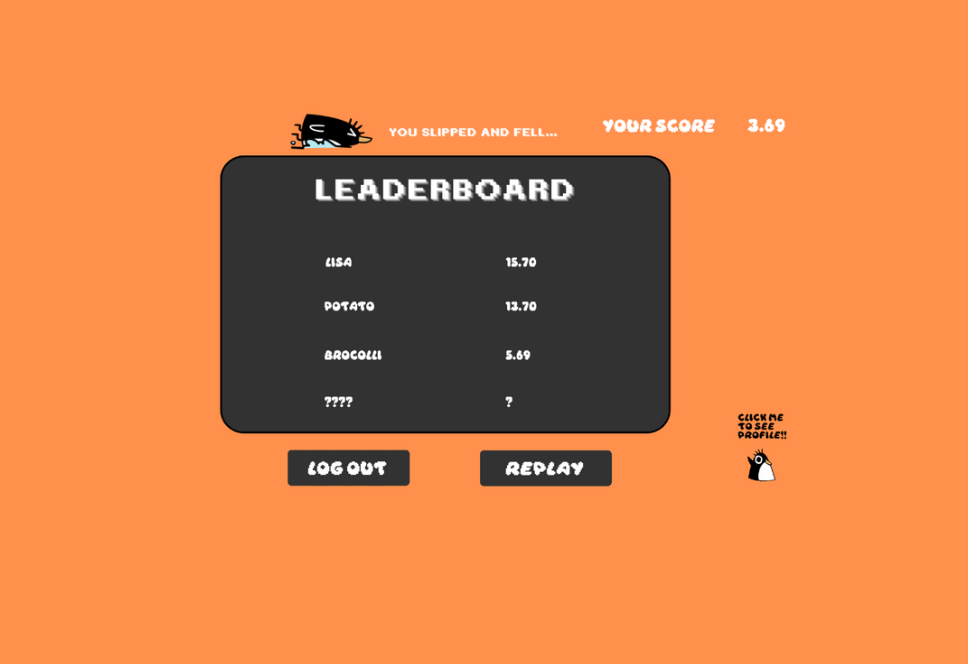 YOU SLIPPED AND FELL...
YOUR SCORE 3.69
LEADERBOARD
LISA 15.70
POTATO 13.70
BROCOLLI 5.69
???? ?
CLICK ME
TO SEE
PROFILE!!
LOG OUT
REPLAY